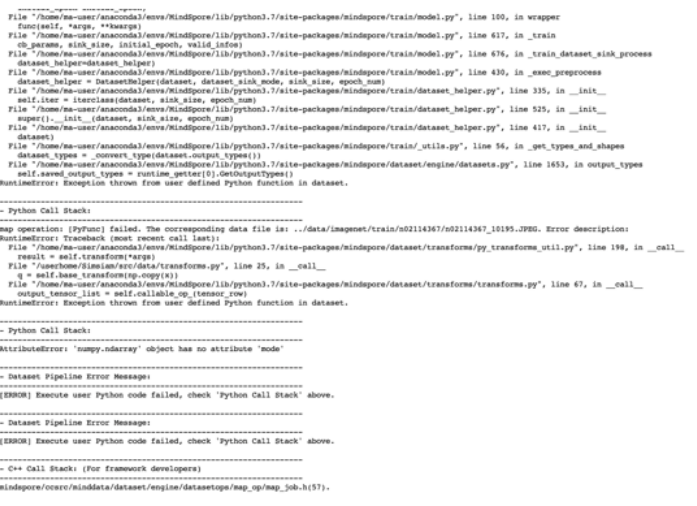 File "/home/ma-user/anaconda3/envs/MindSpore/lib/python3.7/site-packages/mindspore/train/model.py", line 100, in wrapper
func(self, *args, **kwargs)
File "/home/ma-user/anaconda3/envs/MindSpore/lib/python3.7/site-packages/mindspore/train/model.py", line 617, in _train
cb_params, sink_size, initial_epoch, valid_infos)
File "/home/ma-user/anaconda3/envs/MindSpore/lib/python3.7/site-packages/mindspore/train/model.py", line 676, in _train_dataset_sink_process
dataset_helper=dataset_helper)
File "/home/ma-user/anaconda3/envs/MindSpore/lib/python3.7/site-packages/mindspore/train/model.py", line 430, in _exec_preprocess
dataset_helper = DatasetHelper(dataset, dataset_sink_mode, sink_size, epoch_num)
File "/home/ma-user/anaconda3/envs/MindSpore/lib/python3.7/site-packages/mindspore/train/dataset_helper.py", line 335, in __init__
self.iter = iterclass(dataset, sink_size, epoch_num)
File "/home/ma-user/anaconda3/envs/MindSpore/lib/python3.7/site-packages/mindspore/train/dataset_helper.py", line 525, in __init__
super().__init__(dataset, sink_size, epoch_num)
File "/home/ma-user/anaconda3/envs/MindSpore/lib/python3.7/site-packages/mindspore/train/dataset_helper.py", line 417, in __init__
dataset)
File "/home/ma-user/anaconda3/envs/MindSpore/lib/python3.7/site-packages/mindspore/train/_utils.py", line 56, in _get_types_and_shapes
dataset_types = _convert_type(dataset.output_types())
File "/home/ma-user/anaconda3/envs/MindSpore/lib/python3.7/site-packages/mindspore/dataset/engine/datasets.py", line 1653, in output_types
self.saved_output_types = runtime_getter[0].GetOutputTypes()
RuntimeError: Exception thrown from user defined Python function in dataset.
------------------------------------------------------------------
- Python Call Stack:
------------------------------------------------------------------
map operation: [PyFunc] failed. The corresponding data file is: ../data/imagenet/train/n02114367/n02114367_10195.JPEG. Error description:
RuntimeError: Traceback (most recent call last):
File "/home/ma-user/anaconda3/envs/MindSpore/lib/python3.7/site-packages/mindspore/dataset/transforms/py_transforms_util.py", line 198, in __call__
result = self.transform(*args)
File "/userhome/Simsiam/src/data/transforms.py", line 25, in __call__
q = self.base_transform(np.copy(x))
File "/home/ma-user/anaconda3/envs/MindSpore/lib/python3.7/site-packages/mindspore/dataset/transforms/transforms.py", line 67, in __call__
output_tensor_list = self.callable_op_(tensor_row)
RuntimeError: Exception thrown from user defined Python function in dataset.
------------------------------------------------------------------
- Python Call Stack:
------------------------------------------------------------------
AttributeError: 'numpy.ndarray' object has no attribute 'mode'
------------------------------------------------------------------
- Dataset Pipeline Error Message:
------------------------------------------------------------------
[ERROR] Execute user Python code failed, check 'Python Call Stack' above.
------------------------------------------------------------------
- Dataset Pipeline Error Message:
------------------------------------------------------------------
[ERROR] Execute user Python code failed, check 'Python Call Stack' above.
------------------------------------------------------------------
- C++ Call Stack: (For framework developers)
------------------------------------------------------------------
mindspore/ccsrc/minddata/dataset/engine/datasetops/map_op/map_job.h(57).